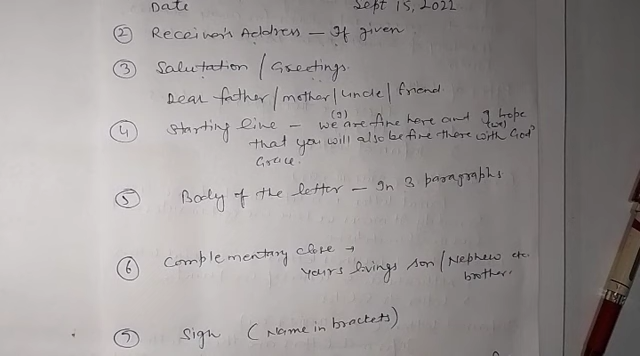 Date Sept 15, 2022
② Receiver's Address – If given
③ Salutation / Greetings.
Dear father / mother / uncle / friend
④ Starting line – we are fine here and I hope
(I) (we)
that you will also be fine there with God's
Grace.
⑤ Body of the letter – In 3 paragraphs
⑥ Complementary close →
Yours livings son / Nephew etc.
brother.
⑦ Sign (Name in brackets)